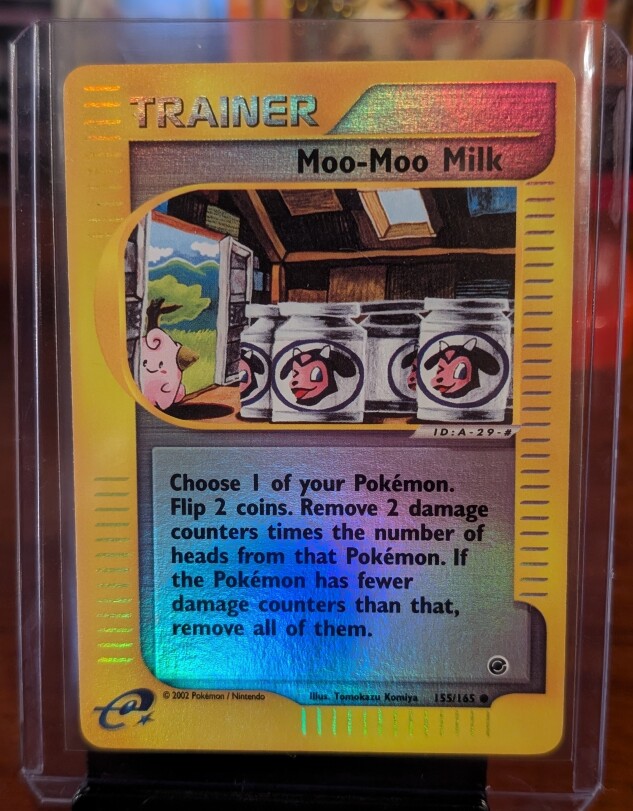 TRAINER
Moo-Moo Milk
ID:A-29-#
Choose 1 of your Pokémon.
Flip 2 coins. Remove 2 damage
counters times the number of
heads from that Pokémon. If
the Pokémon has fewer
damage counters than that,
remove all of them.
© 2002 Pokémon / Nintendo
Illus. Tomokazu Komiya
155/165
e